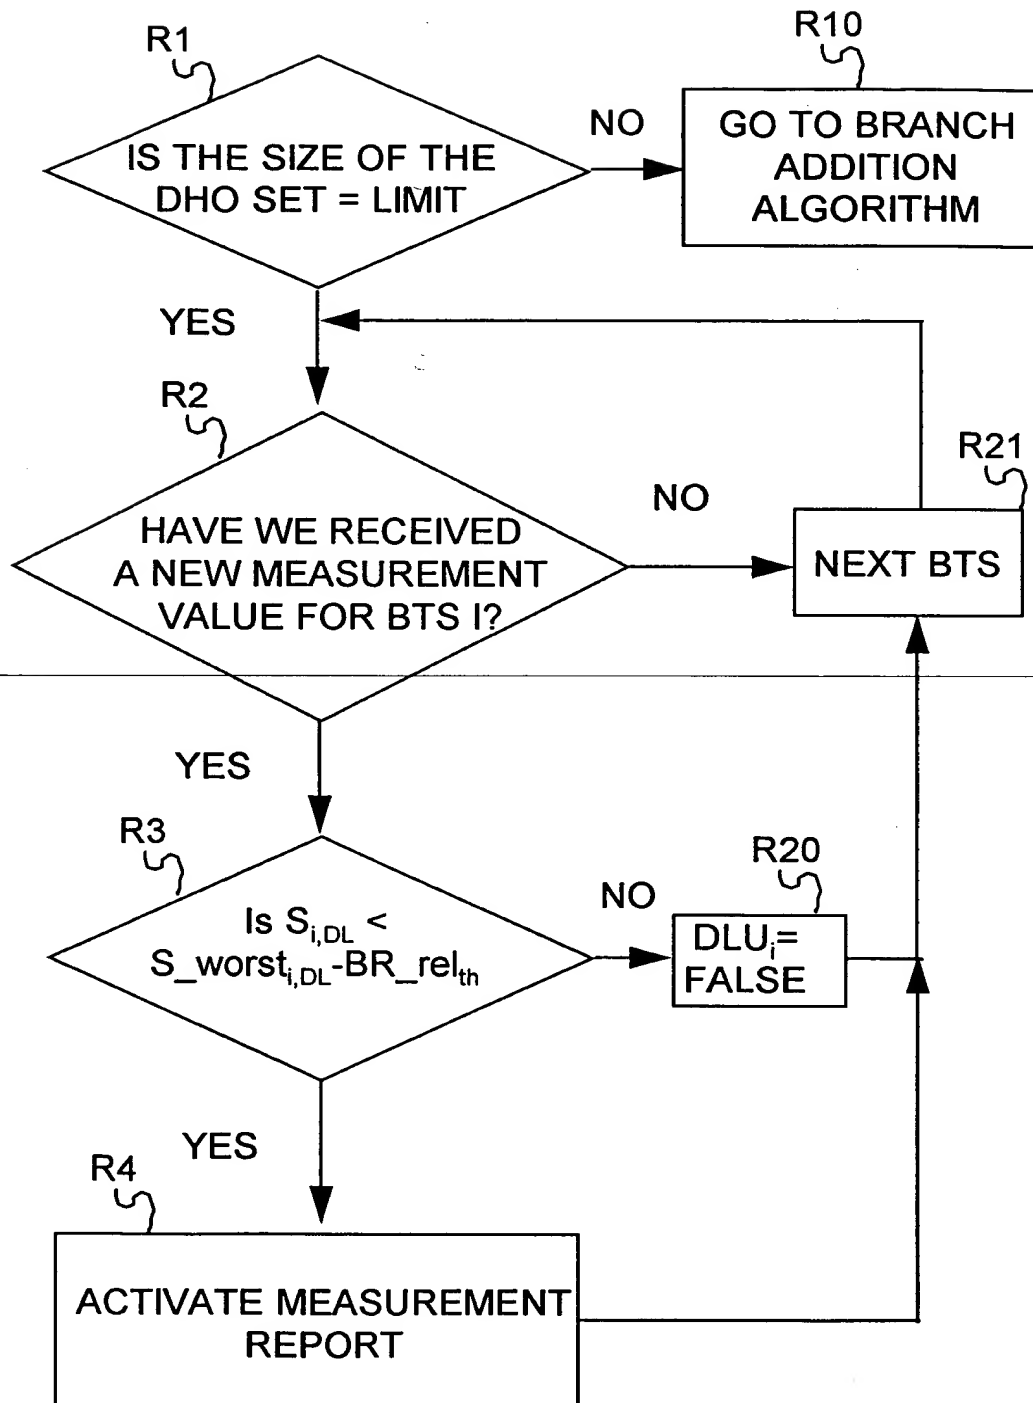 R1
R10
IS THE SIZE OF THE
DHO SET = LIMIT
NO
GO TO BRANCH
ADDITION
ALGORITHM
YES
R2
R21
HAVE WE RECEIVED
A NEW MEASUREMENT
VALUE FOR BTS I?
NO
NEXT BTS
YES
R3
R20
Is S_{i,DL} <
S_worst_{i,DL}-BR_rel_{th}
NO
DLU_i=
FALSE
YES
R4
ACTIVATE MEASUREMENT
REPORT